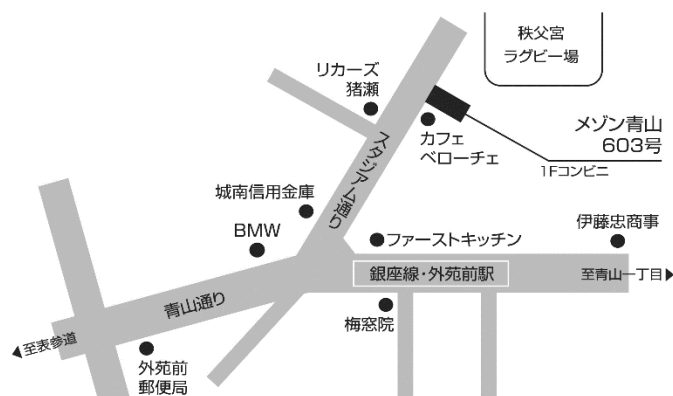 秩父宮
ラグビー場
リカーズ
猪瀬
カフェ
ベローチェ
メゾン青山
603号
1Fコンビニ
スタジアム通り
城南信用金庫
BMW
ファーストキッチン
伊藤忠商事
銀座線・外苑前駅
至青山一丁目▶
青山通り
梅窓院
◀至表参道
外苑前
郵便局